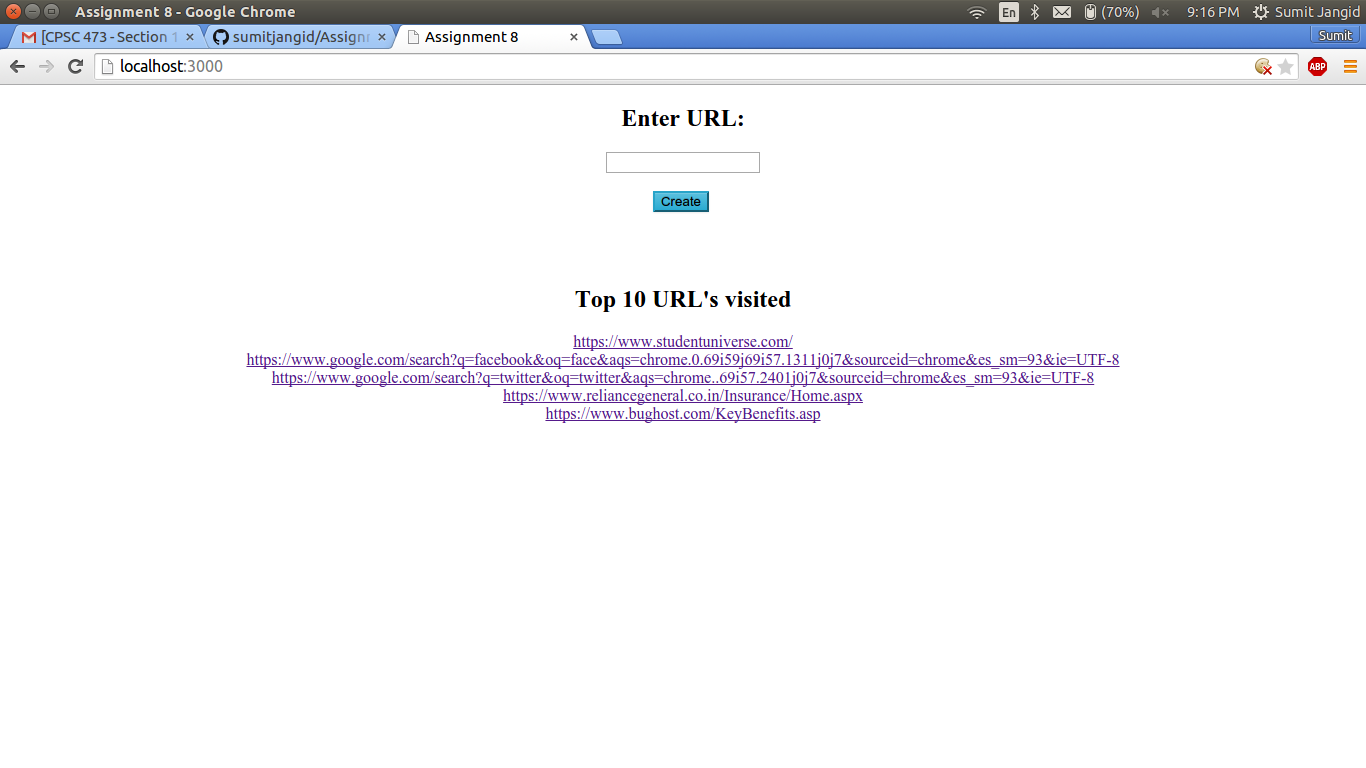 Assignment 8 - Google Chrome
En
(70%)
9:16 PM
Sumit Jangid
[CPSC 473 - Section 1
sumitjangid/Assign
Assignment 8
Sumit
localhost:3000
ABP
Enter URL:
Create
Top 10 URL's visited
https://www.studentuniverse.com/
https://www.google.com/search?q=facebook&oq=face&aqs=chrome.0.69i59j69i57.1311j0j7&sourceid=chrome&es_sm=93&ie=UTF-8
https://www.google.com/search?q=twitter&oq=twitter&aqs=chrome..69i57.2401j0j7&sourceid=chrome&es_sm=93&ie=UTF-8
https://www.reliancegeneral.co.in/Insurance/Home.aspx
https://www.bughost.com/KeyBenefits.asp